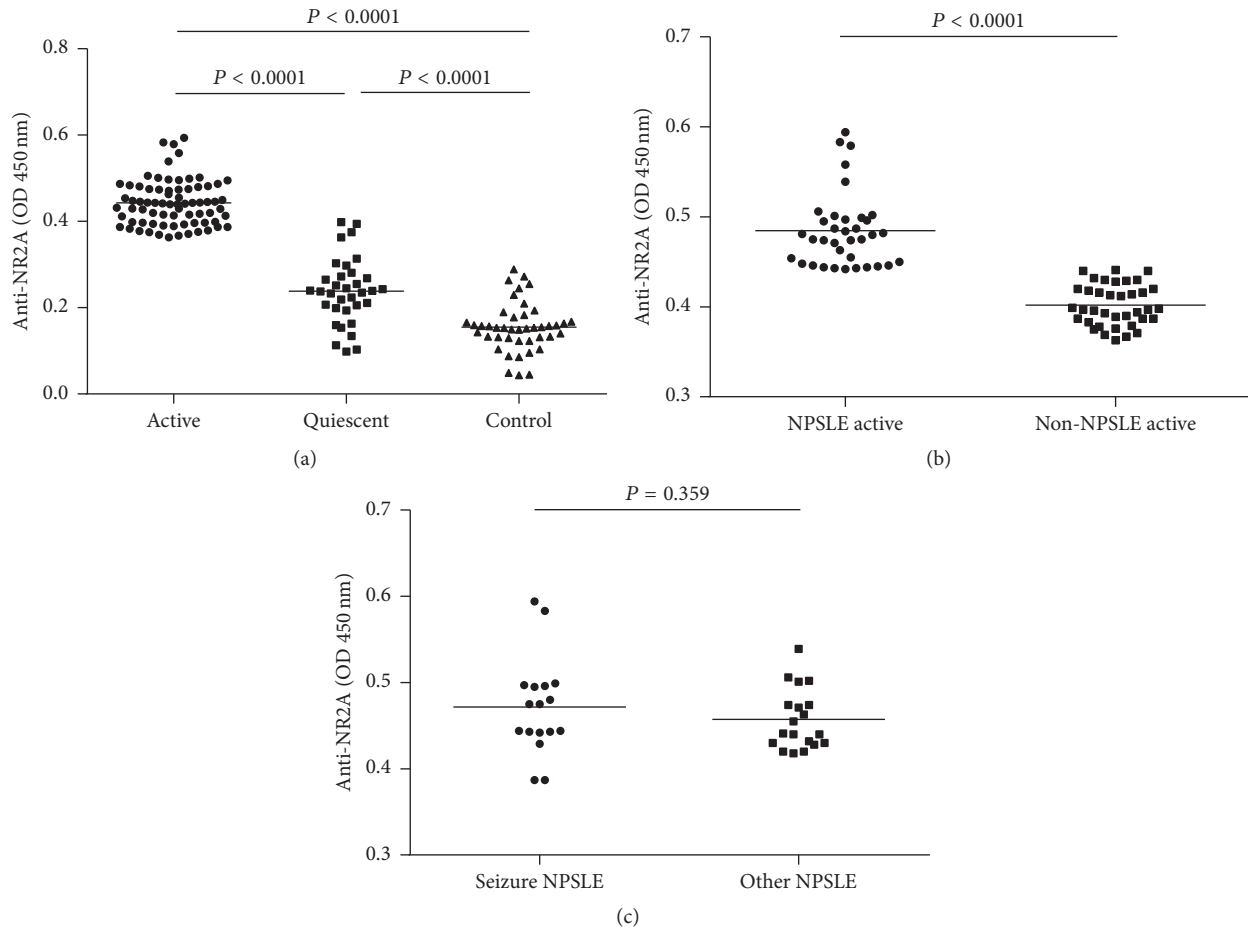 P < 0.0001
P < 0.0001
P < 0.0001
Anti-NR2A (OD 450 nm)
0.8
0.6
0.4
0.2
0.0
Active
Quiescent
Control
(a)
P < 0.0001
Anti-NR2A (OD 450 nm)
0.7
0.6
0.5
0.4
0.3
NPSLE active
Non-NPSLE active
(b)
P = 0.359
Anti-NR2A (OD 450 nm)
0.7
0.6
0.5
0.4
0.3
Seizure NPSLE
Other NPSLE
(c)